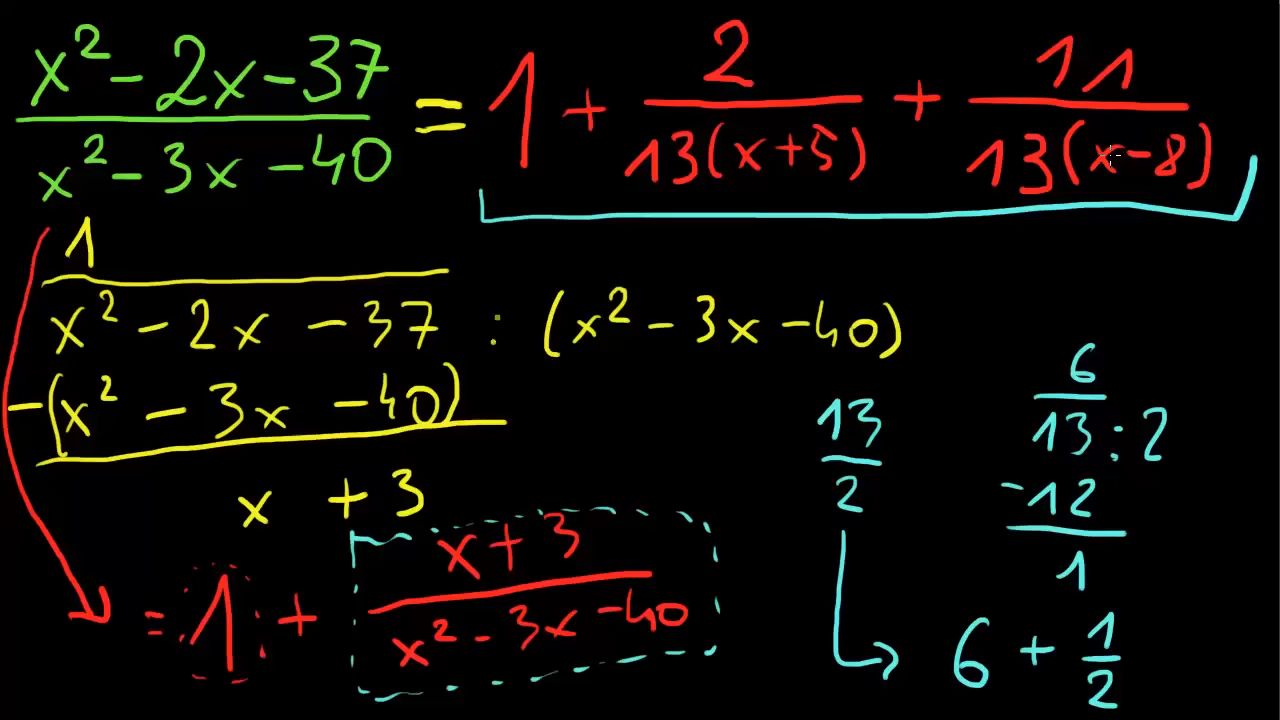 x² - 2x - 37 / x² - 3x - 40 = 1 + 2 / 13(x+5) + 11 / 13(x-8)
1
x² - 2x - 37 : (x² - 3x - 40)
-(x² - 3x - 40)
x + 3
= 1 + x+3 / x² - 3x - 40
13 / 2
6
13 : 2
-12
1
6 + 1/2